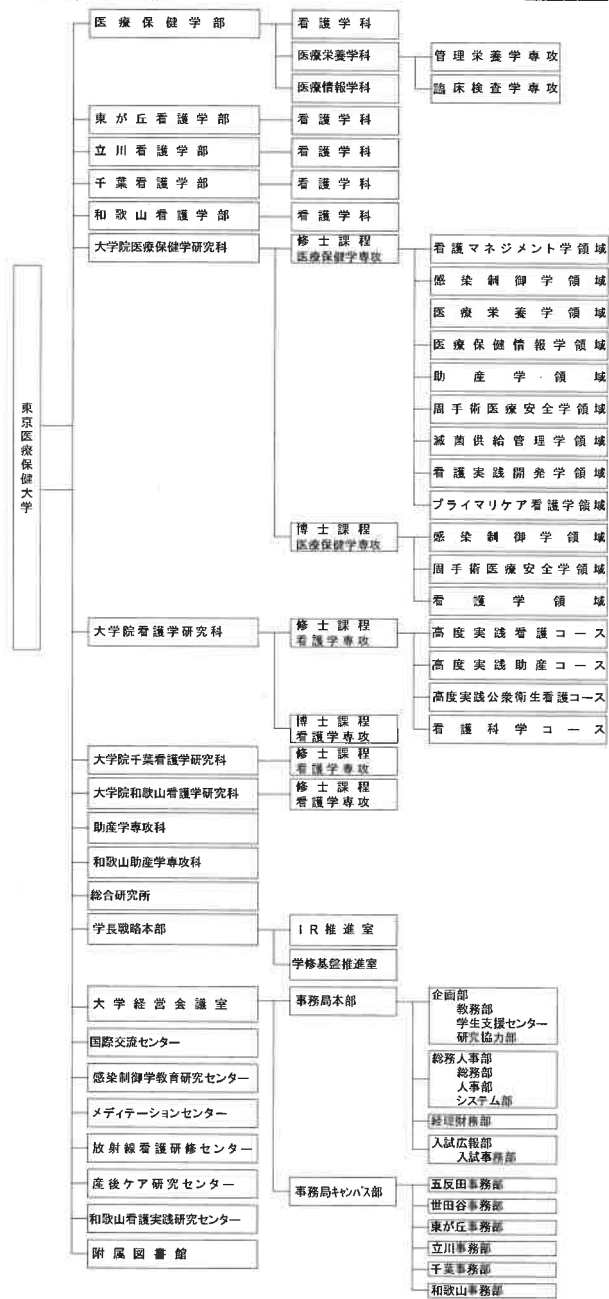 東京医療保健大学
医療保健学部
看護学科
医療栄養学科
管理栄養学専攻
臨床検査学専攻
医療情報学科
東が丘看護学部
看護学科
立川看護学部
看護学科
千葉看護学部
看護学科
和歌山看護学部
看護学科
大学院医療保健学研究科
修士課程
医療保健学専攻
看護マネジメント学領域
感染制御学領域
医療栄養学領域
医療保健情報学領域
助産学領域
周手術医療安全学領域
滅菌供給管理学領域
看護実践開発学領域
プライマリケア看護学領域
博士課程
医療保健学専攻
感染制御学領域
周手術医療安全学領域
看護学領域
大学院看護学研究科
修士課程
看護学専攻
高度実践看護コース
高度実践助産コース
高度実践公衆衛生看護コース
看護科学コース
博士課程
看護学専攻
大学院千葉看護学研究科
修士課程
看護学専攻
大学院和歌山看護学研究科
修士課程
看護学専攻
助産学専攻科
和歌山助産学専攻科
総合研究所
学長戦略本部
IR推進室
学修基盤推進室
大学経営会議室
事務局本部
企画部
教務部
学生支援センター
研究協力部
総務人事部
総務部
人事部
システム部
経理財務部
入試広報部
入試事務部
事務局キャンパス部
五反田事務部
世田谷事務部
東が丘事務部
立川事務部
千葉事務部
和歌山事務部
国際交流センター
感染制御学教育研究センター
メディテーションセンター
放射線看護研修センター
産後ケア研究センター
和歌山看護実践研究センター
附属図書館